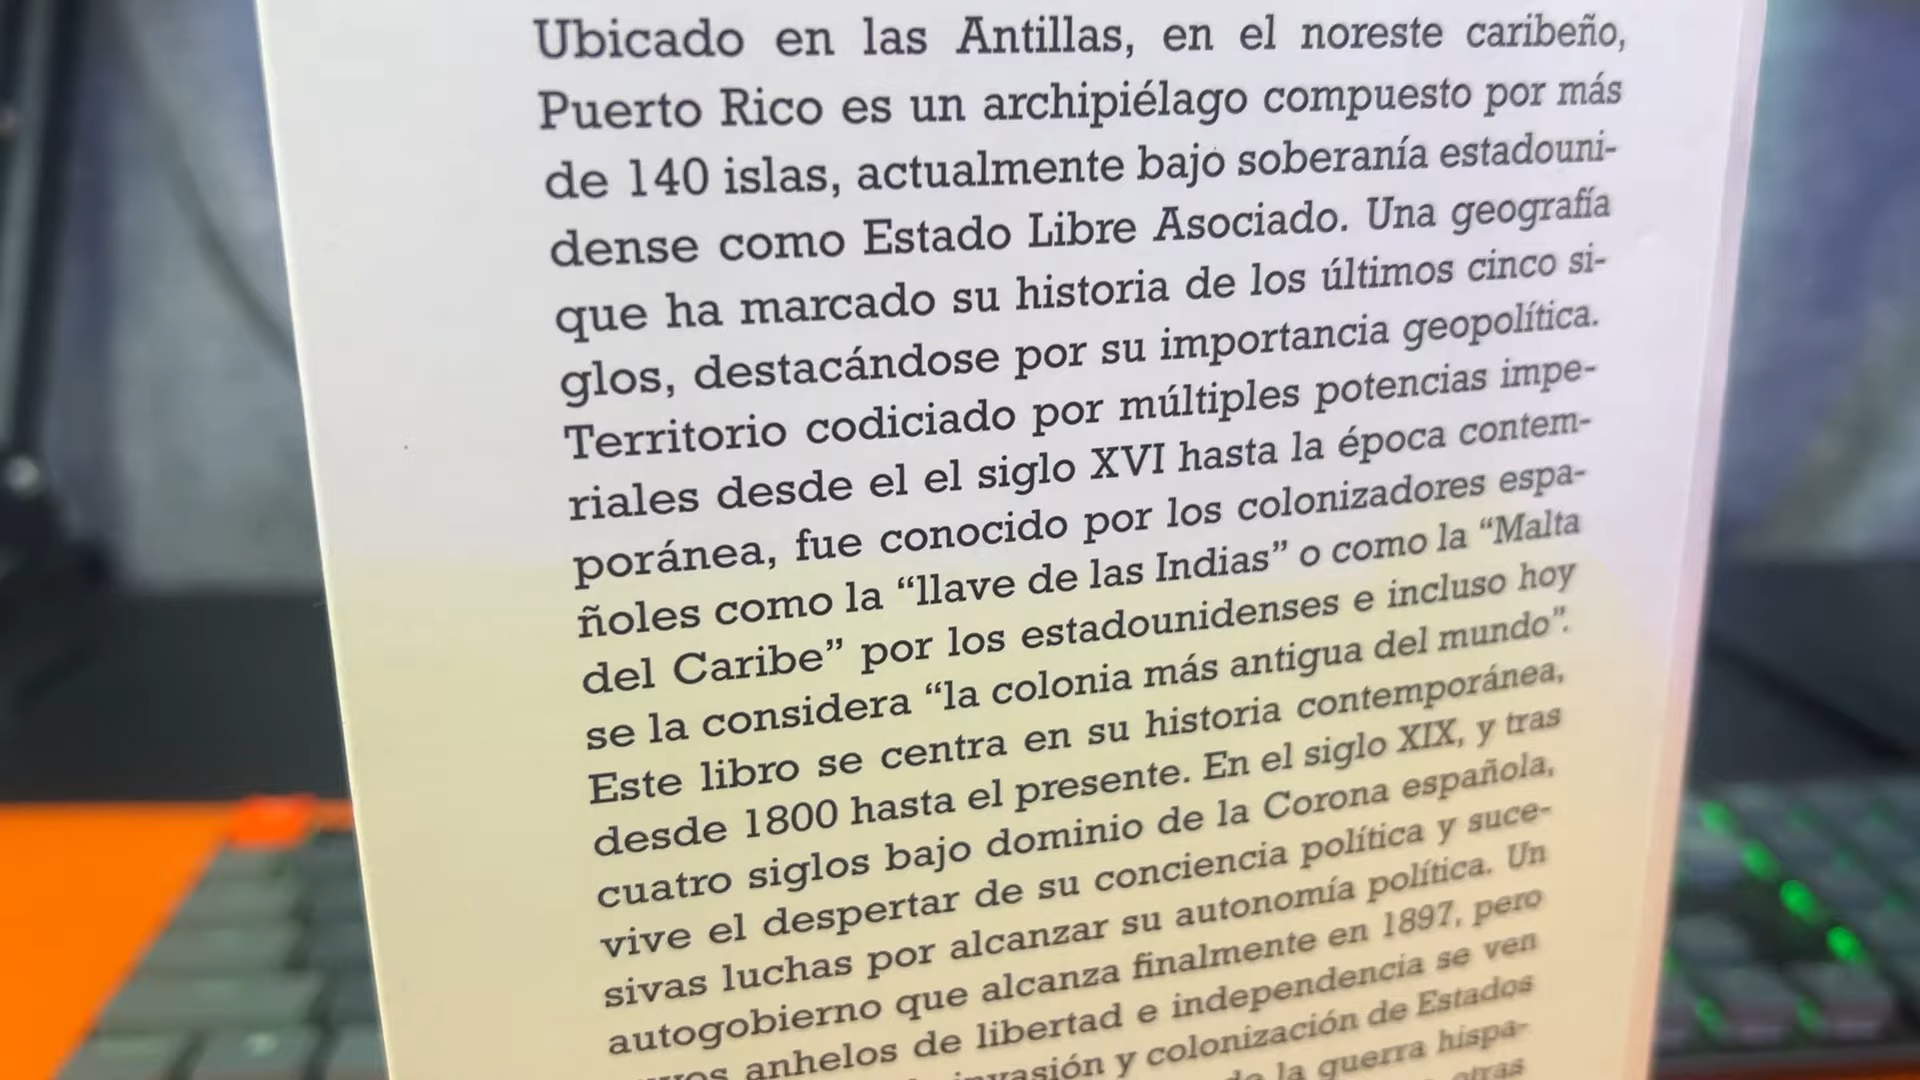 Ubicado en las Antillas, en el noreste caribeño,
Puerto Rico es un archipiélago compuesto por más
de 140 islas, actualmente bajo soberanía estadouni-
dense como Estado Libre Asociado. Una geografía
que ha marcado su historia de los últimos cinco si-
glos, destacándose por su importancia geopolítica.
Territorio codiciado por múltiples potencias impe-
riales desde el el siglo XVI hasta la época contem-
poránea, fue conocido por los colonizadores espa-
ñoles como la “llave de las Indias” o como la “Malta
del Caribe” por los estadounidenses e incluso hoy
se la considera “la colonia más antigua del mundo”.
Este libro se centra en su historia contemporánea,
desde 1800 hasta el presente. En el siglo XIX, y tras
cuatro siglos bajo dominio de la Corona española,
vive el despertar de su conciencia política y suce-
sivas luchas por alcanzar su autonomía política. Un
autogobierno que alcanza finalmente en 1897, pero
anhelos de libertad e independencia se ven
y colonización de Estados
la guerra hispa-
otras